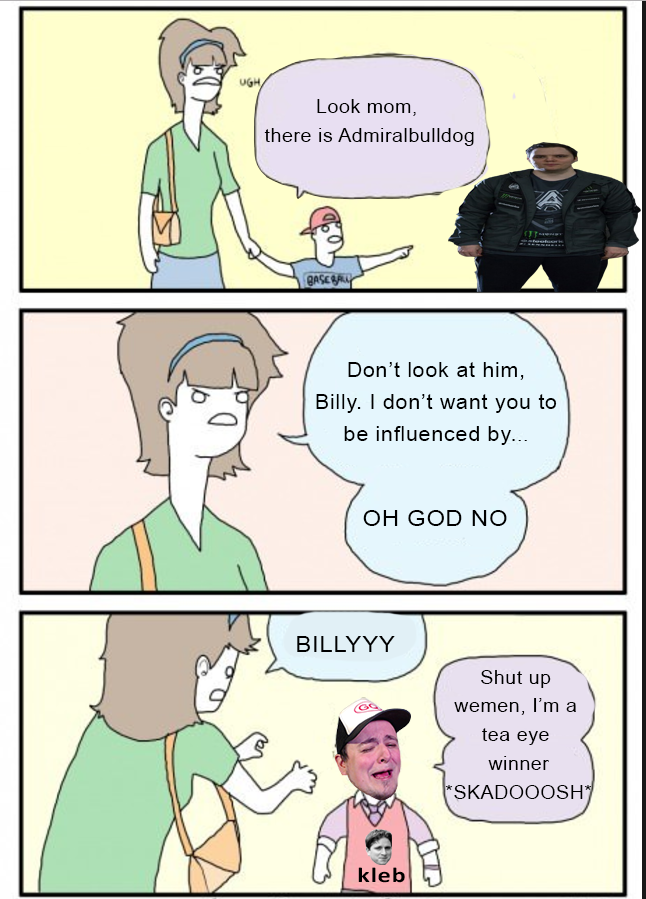 UGH
Look mom,
there is Admiralbulldog
BASEBALL
Don't look at him,
Billy. I don't want you to
be influenced by...
OH GOD NO
BILLYYY
Shut up
wemen, I'm a
tea eye
winner
*SKADOOOSH*
GG
kleb